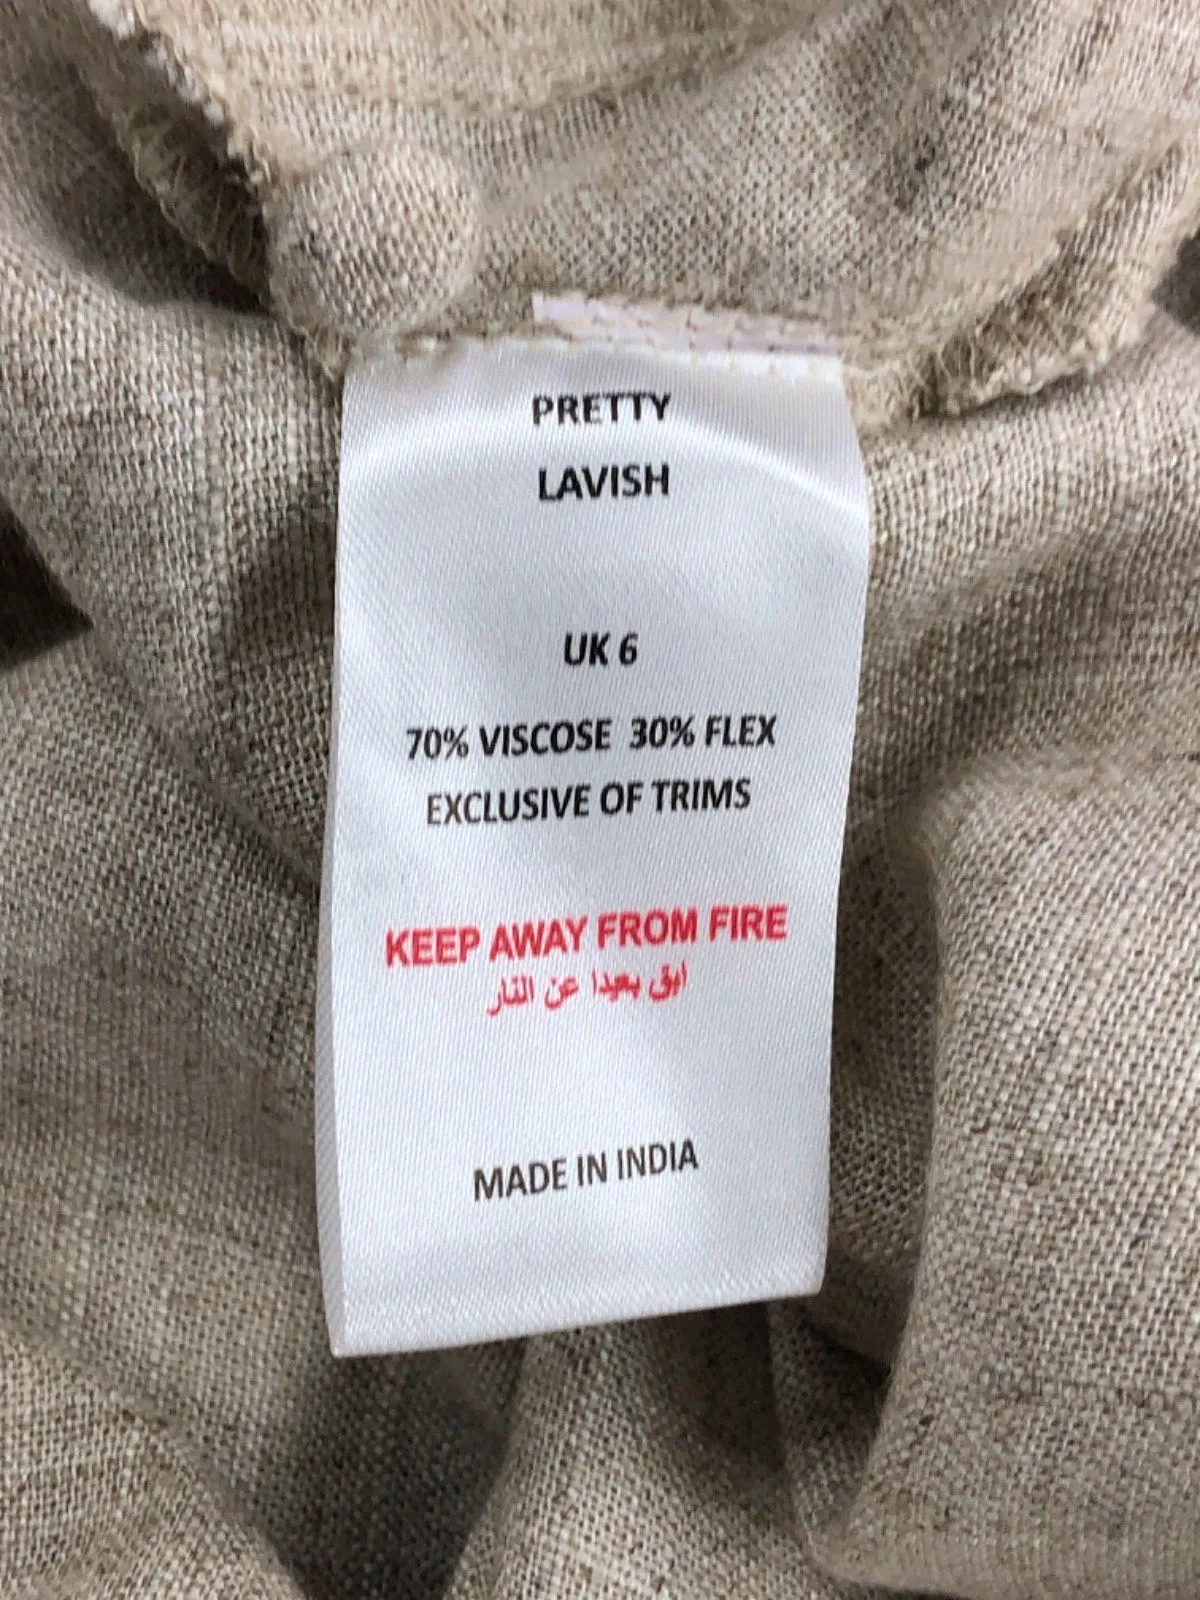 PRETTY
LAVISH
UK 6
70% VISCOSE 30% FLEX
EXCLUSIVE OF TRIMS
KEEP AWAY FROM FIRE
ابق بعيدا عن النار
MADE IN INDIA